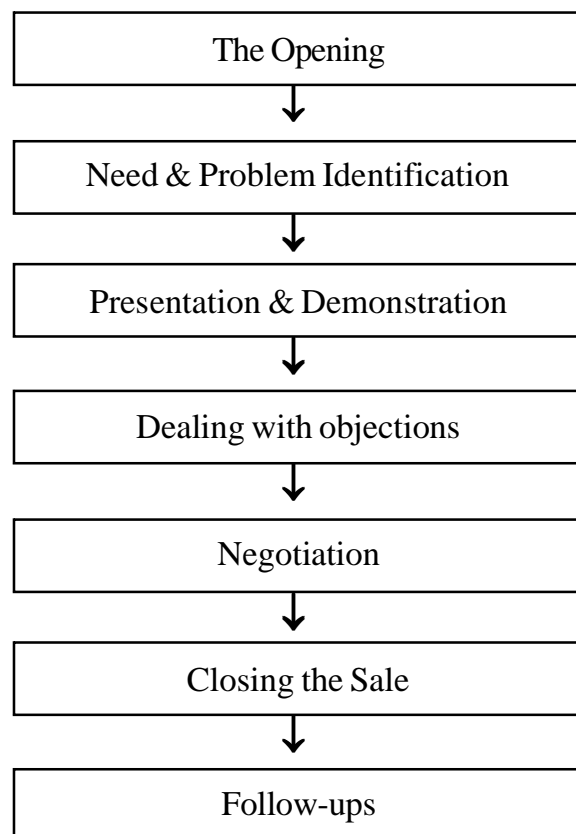 The Opening
Need & Problem Identification
Presentation & Demonstration
Dealing with objections
Negotiation
Closing the Sale
Follow-ups